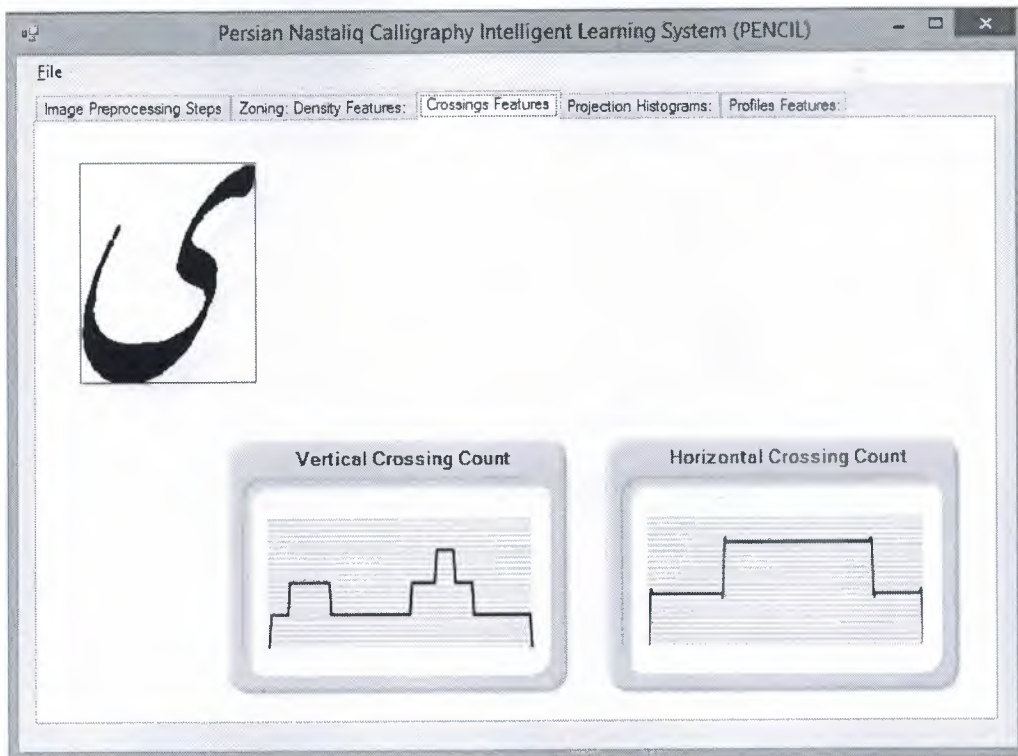 Persian Nastaliq Calligraphy Intelligent Learning System (PENCIL)
File
Image Preprocessing Steps Zoning: Density Features: Crossings Features Projection Histograms: Profiles Features:
ی
Vertical Crossing Count Horizontal Crossing Count